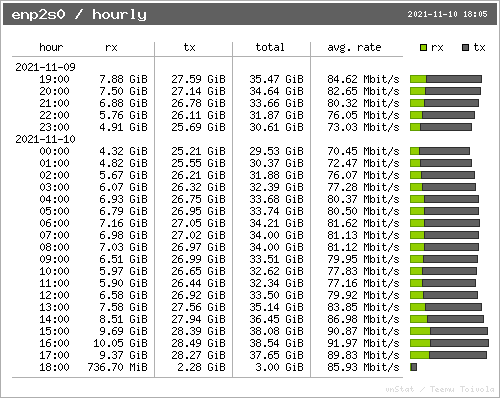 enp2s0 / hourly 2021-11-10 18:05
hour rx tx total avg. rate rx tx
2021-11-09
19:00 7.88 GiB 27.59 GiB 35.47 GiB 84.62 Mbit/s
20:00 7.50 GiB 27.14 GiB 34.64 GiB 82.65 Mbit/s
21:00 6.88 GiB 26.78 GiB 33.66 GiB 80.32 Mbit/s
22:00 5.76 GiB 26.11 GiB 31.87 GiB 76.05 Mbit/s
23:00 4.91 GiB 25.69 GiB 30.61 GiB 73.03 Mbit/s
2021-11-10
00:00 4.32 GiB 25.21 GiB 29.53 GiB 70.45 Mbit/s
01:00 4.82 GiB 25.55 GiB 30.37 GiB 72.47 Mbit/s
02:00 5.67 GiB 26.21 GiB 31.88 GiB 76.07 Mbit/s
03:00 6.07 GiB 26.32 GiB 32.39 GiB 77.28 Mbit/s
04:00 6.93 GiB 26.75 GiB 33.68 GiB 80.37 Mbit/s
05:00 6.79 GiB 26.95 GiB 33.74 GiB 80.50 Mbit/s
06:00 7.16 GiB 27.05 GiB 34.21 GiB 81.62 Mbit/s
07:00 6.98 GiB 27.02 GiB 34.00 GiB 81.13 Mbit/s
08:00 7.03 GiB 26.97 GiB 34.00 GiB 81.12 Mbit/s
09:00 6.51 GiB 26.99 GiB 33.51 GiB 79.95 Mbit/s
10:00 5.97 GiB 26.65 GiB 32.62 GiB 77.83 Mbit/s
11:00 5.90 GiB 26.44 GiB 32.34 GiB 77.16 Mbit/s
12:00 6.58 GiB 26.92 GiB 33.50 GiB 79.92 Mbit/s
13:00 7.58 GiB 27.56 GiB 35.14 GiB 83.85 Mbit/s
14:00 8.51 GiB 27.94 GiB 36.45 GiB 86.98 Mbit/s
15:00 9.69 GiB 28.39 GiB 38.08 GiB 90.87 Mbit/s
16:00 10.05 GiB 28.49 GiB 38.54 GiB 91.97 Mbit/s
17:00 9.37 GiB 28.27 GiB 37.65 GiB 89.83 Mbit/s
18:00 736.70 MiB 2.28 GiB 3.00 GiB 85.93 Mbit/s
vnStat / Teemu Toivola